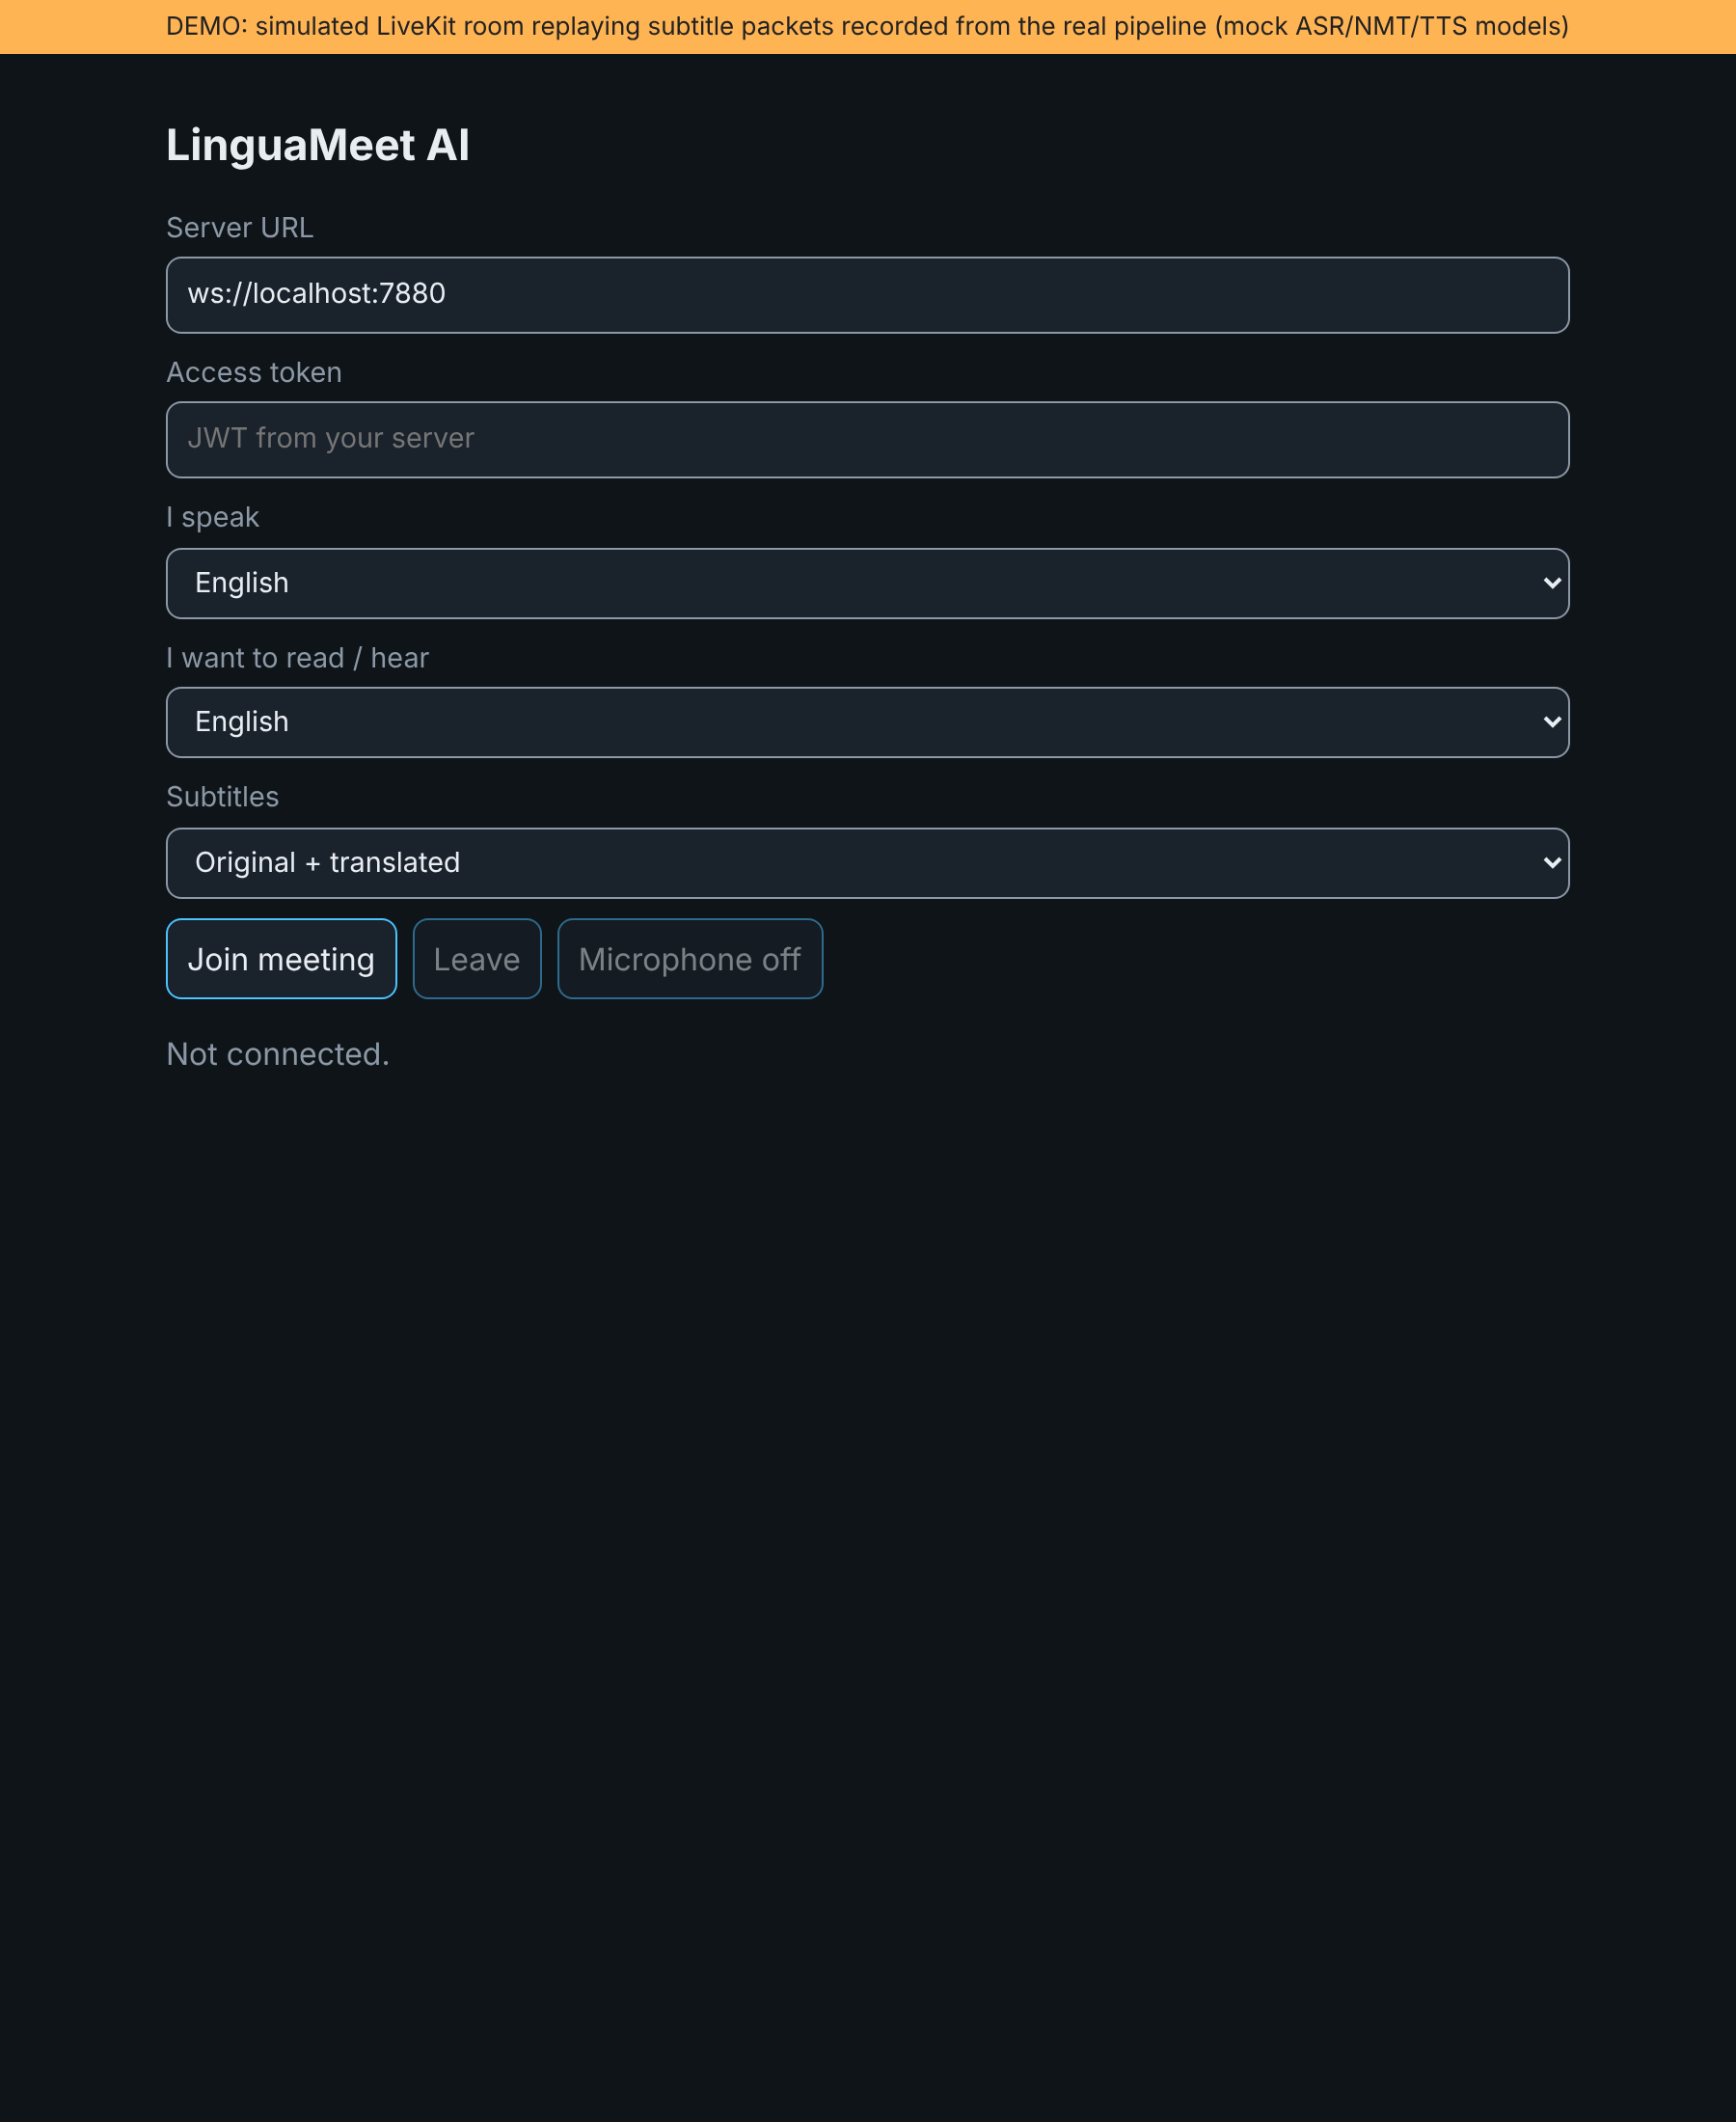 DEMO: simulated LiveKit room replaying subtitle packets recorded from the real pipeline (mock ASR/NMT/TTS models)
LinguaMeet AI
Server URL
ws://localhost:7880
Access token
JWT from your server
I speak
English
I want to read / hear
English
Subtitles
Original + translated
Join meeting Leave Microphone off
Not connected.